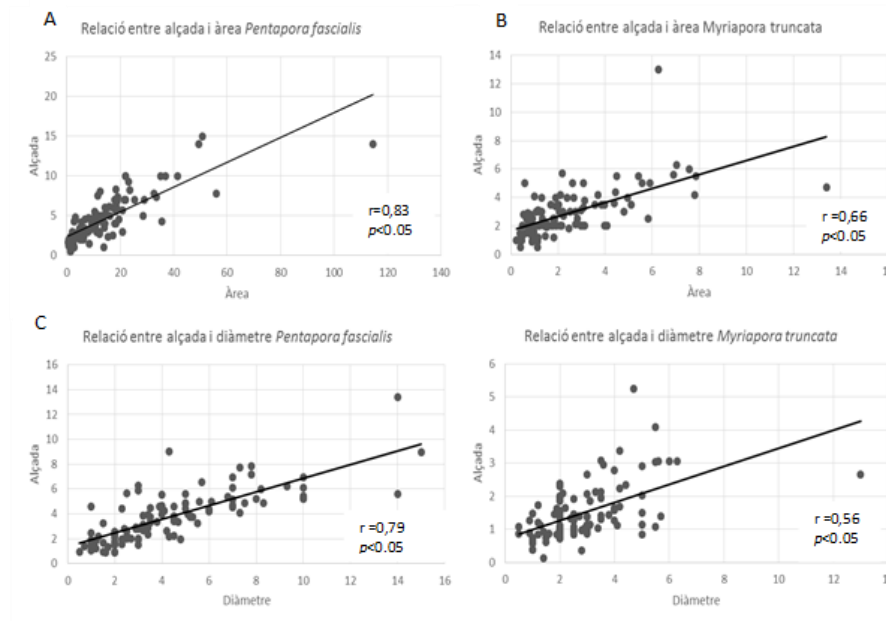 A
Relació entre alçada i àrea Pentapora fascialis
25
20
15
10
5
0
0 20 40 60 80 100 120 140
Alçada
Àrea
r=0,83
p<0.05
B
Relació entre alçada i àrea Myriapora truncata
14
12
10
8
6
4
2
0
0 2 4 6 8 10 12 14 16
Alçada
Àrea
r =0,66
p<0.05
C
Relació entre alçada i diàmetre Pentapora fascialis
16
14
12
10
8
6
4
2
0
0 2 4 6 8 10 12 14 16
Alçada
Diàmetre
r =0,79
p<0.05
Relació entre alçada i diàmetre Myriapora truncata
6
5
4
3
2
1
0
0 2 4 6 8 10 12
Alçada
Diàmetre
r =0,56
p<0.05